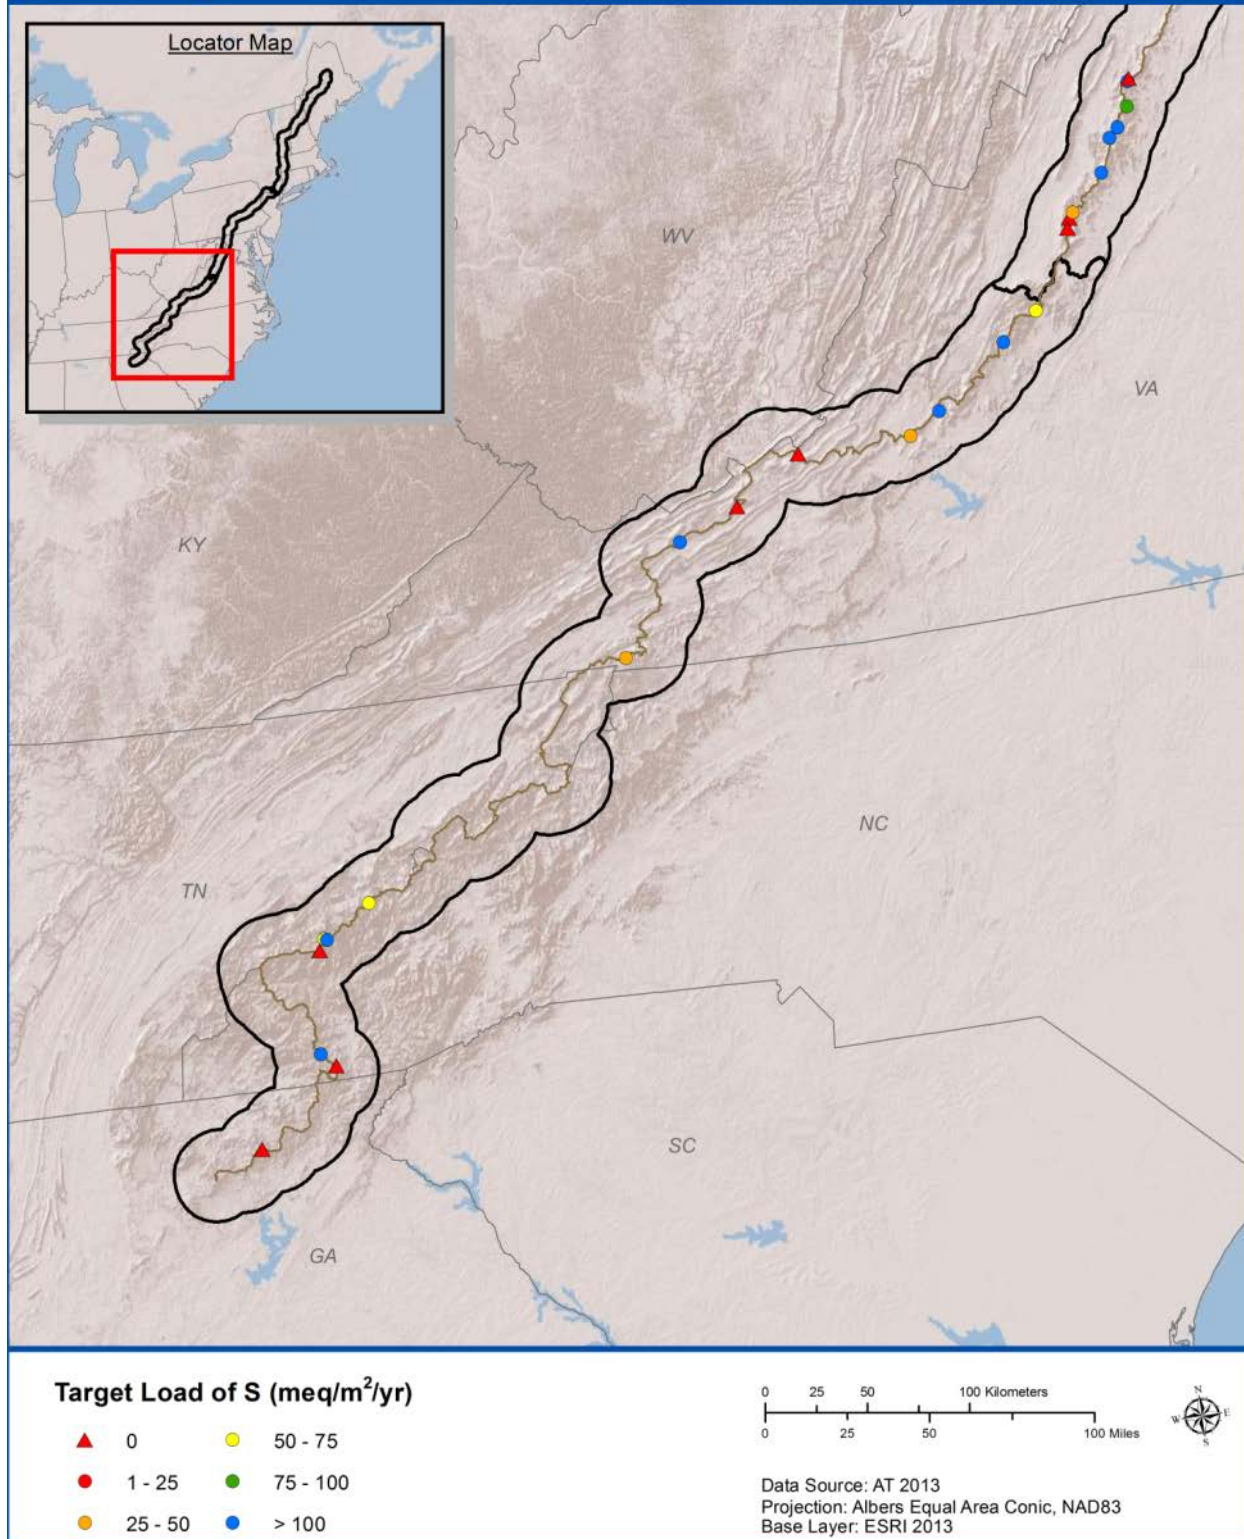 Locator Map
WV
VA
KY
NC
TN
SC
GA
Target Load of S (meq/m²/yr)
0
50 - 75
1 - 25
75 - 100
25 - 50
> 100
0 25 50 100 Kilometers
0 25 50 100 Miles
N
W E
S
Data Source: AT 2013
Projection: Albers Equal Area Conic, NAD83
Base Layer: ESRI 2013